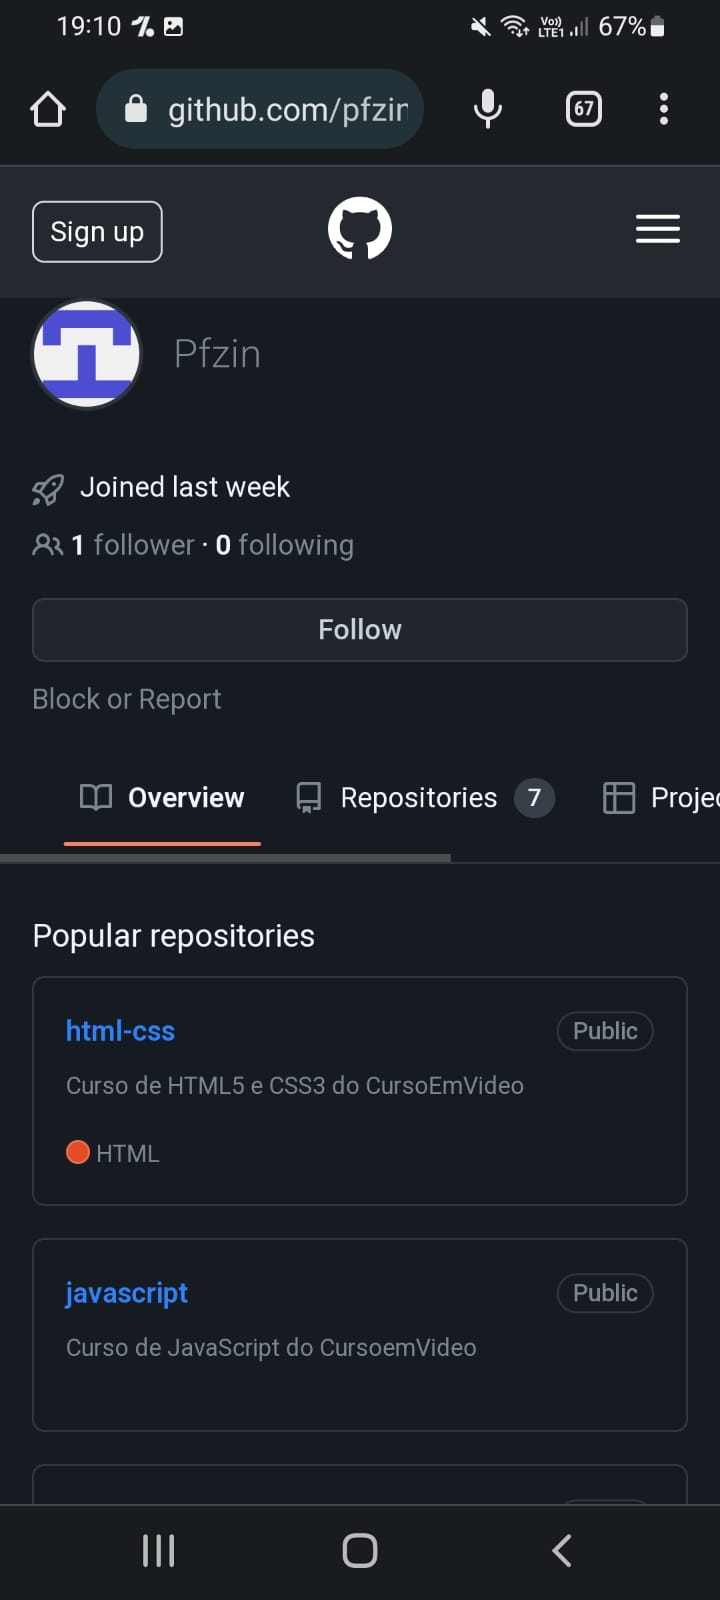 19:10 Vo)) LTE1 67%
github.com/pfzin
67
Sign up
Pfzin
Joined last week
1 follower · 0 following
Follow
Block or Report
Overview Repositories 7 Projec
Popular repositories
html-css Public
Curso de HTML5 e CSS3 do CursoEmVideo
HTML
javascript Public
Curso de JavaScript do CursoemVideo